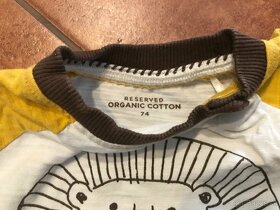 RESERVED
ORGANIC COTTON
74